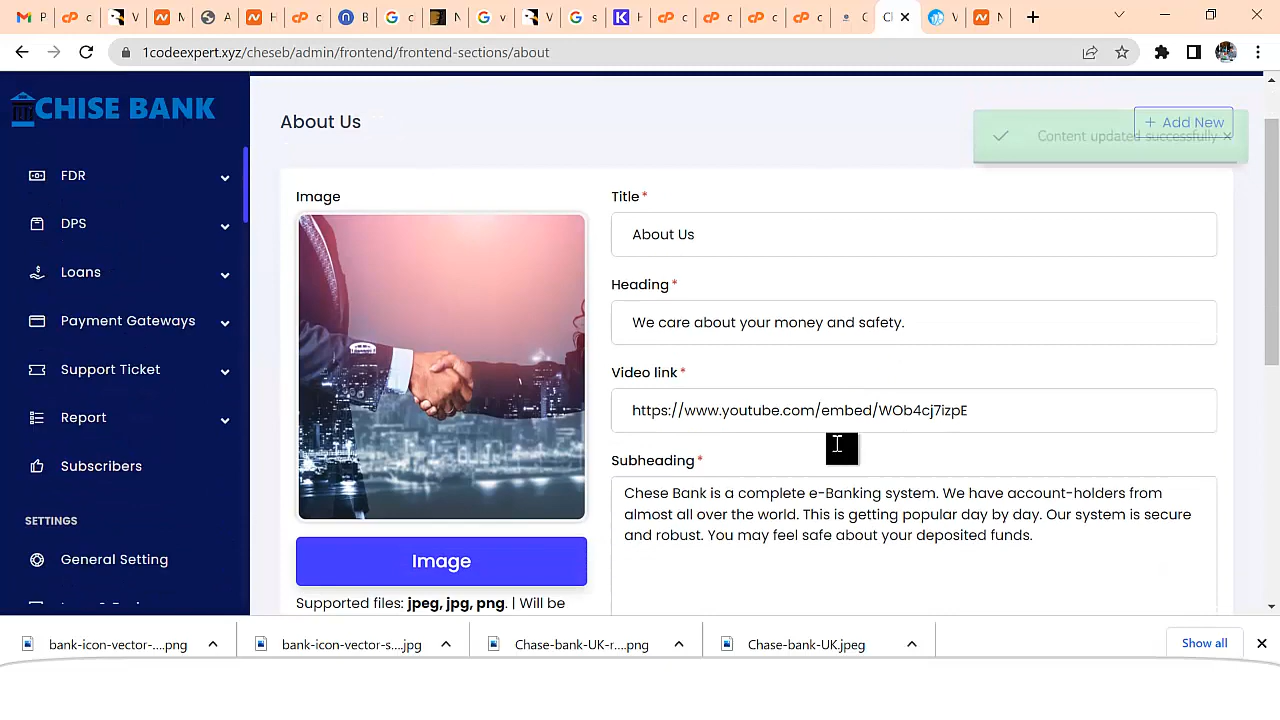 P
c
V
M
A
H
c
B
c
N
v
V
s
H
c
c
c
c
C
Cl
V
N
1codeexpert.xyz/cheseb/admin/frontend/frontend-sections/about
CHISE BANK
FDR
DPS
Loans
Payment Gateways
Support Ticket
Report
Subscribers
SETTINGS
General Setting
About Us
+ Add New
Content updated successfully
Image
Image
Supported files: jpeg, jpg, png. | Will be
Title*
About Us
Heading*
We care about your money and safety.
Video link*
https://www.youtube.com/embed/WOb4cj7izpE
Subheading*
Chese Bank is a complete e-Banking system. We have account-holders from
almost all over the world. This is getting popular day by day. Our system is secure
and robust. You may feel safe about your deposited funds.
bank-icon-vector-....png
bank-icon-vector-s....jpg
Chase-bank-UK-r....png
Chase-bank-UK.jpeg
Show all